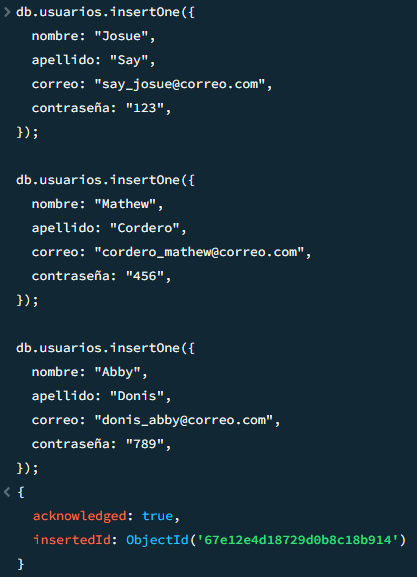 > db.usuarios.insertOne({
nombre: "Josue",
apellido: "Say",
correo: "say_josue@correo.com",
contraseña: "123",
});
db.usuarios.insertOne({
nombre: "Mathew",
apellido: "Cordero",
correo: "cordero_mathew@correo.com",
contraseña: "456",
});
db.usuarios.insertOne({
nombre: "Abby",
apellido: "Donis",
correo: "donis_abby@correo.com",
contraseña: "789",
});
< {
acknowledged: true,
insertedId: ObjectId('67e12e4d18729d0b8c18b914')
}